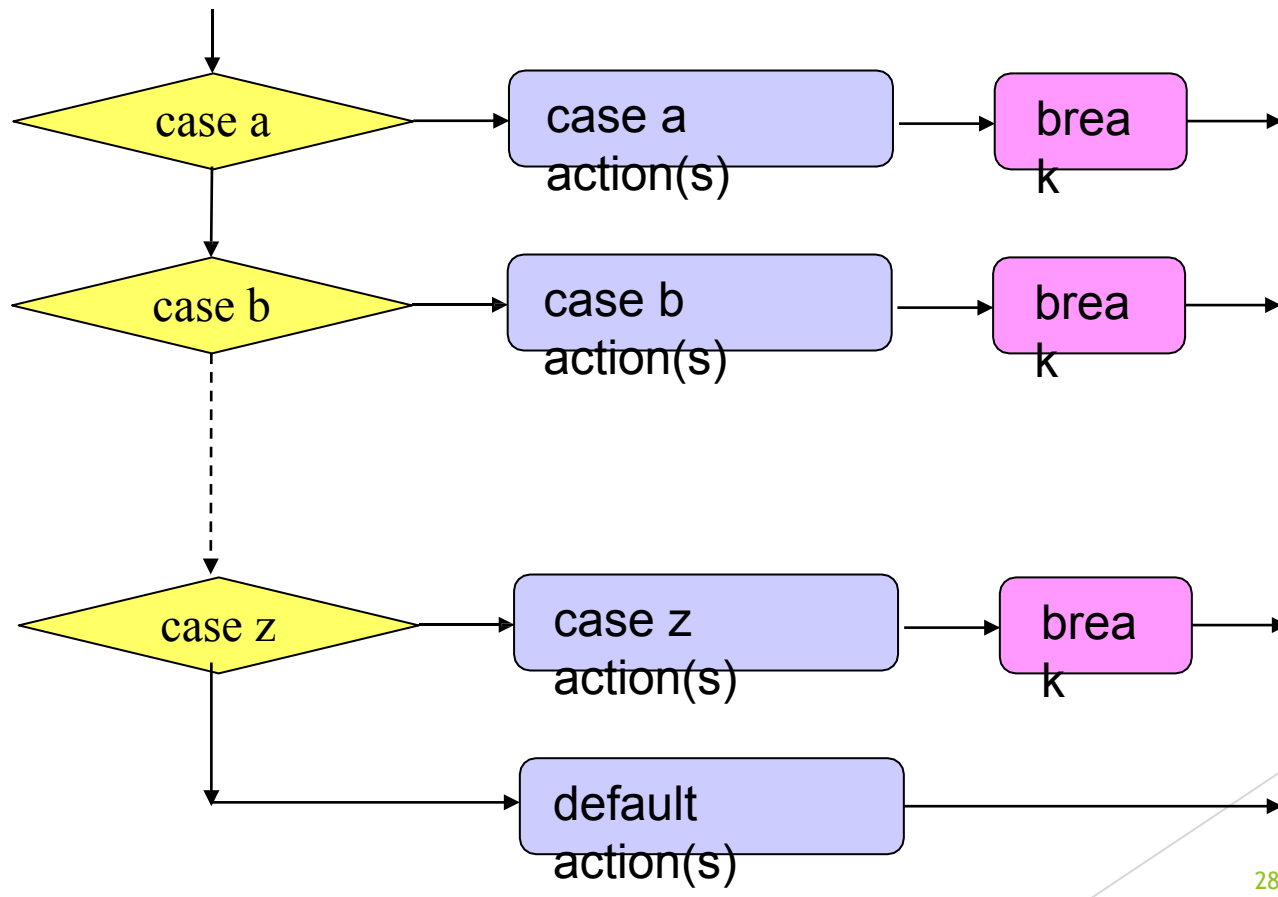 case a
case a
action(s)
brea
k
case b
case b
action(s)
brea
k
case z
case z
action(s)
brea
k
default
action(s)
28